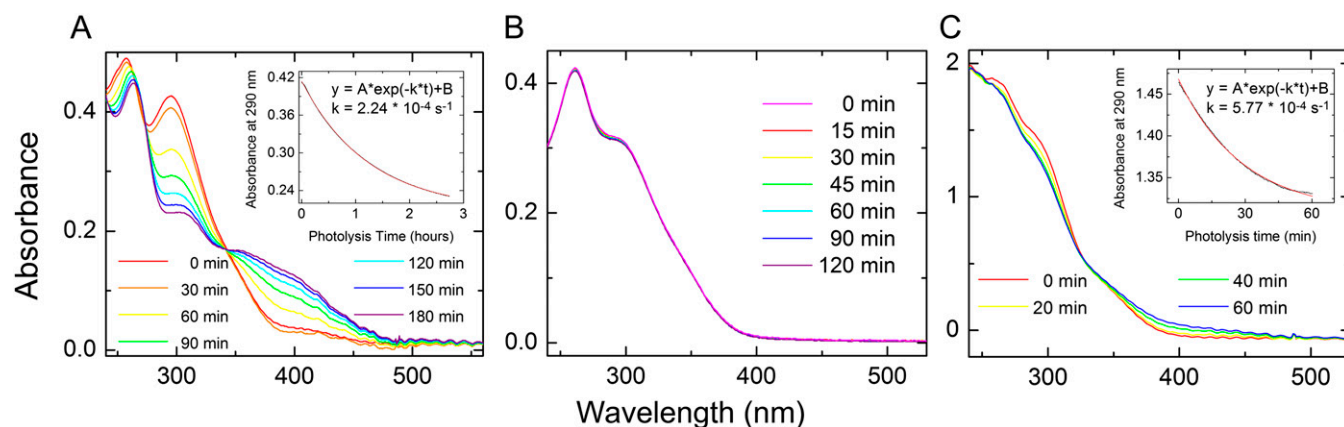 A
0.4
0.2
0.0
300
400
500
Absorbance
0 min
30 min
60 min
90 min
120 min
150 min
180 min
y = A*exp(-k*t)+B
k = 2.24 * 10⁻⁴ s⁻¹
Absorbance at 290 nm
0.42
0.36
0.30
0.24
0
1
2
3
Photolysis Time (hours)
B
0.4
0.2
0.0
300
400
500
0 min
15 min
30 min
45 min
60 min
90 min
120 min
Wavelength (nm)
C
2
1
0
300
400
500
0 min
20 min
40 min
60 min
y = A*exp(-k*t)+B
k = 5.77 * 10⁻⁴ s⁻¹
Absorbance at 290 nm
1.45
1.40
1.35
0
30
60
Photolysis time (min)